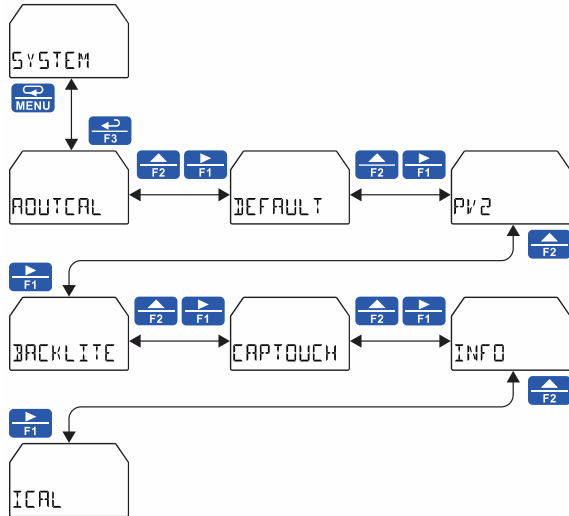 SYSTEM
MENU
F3
F2 F1 F2 F1
AOUTCAL DEFAULT PV2
F2
F1
F2 F1 F2 F1
BACKLITE CAPTOUCH INFO
F2
F1
ICAL